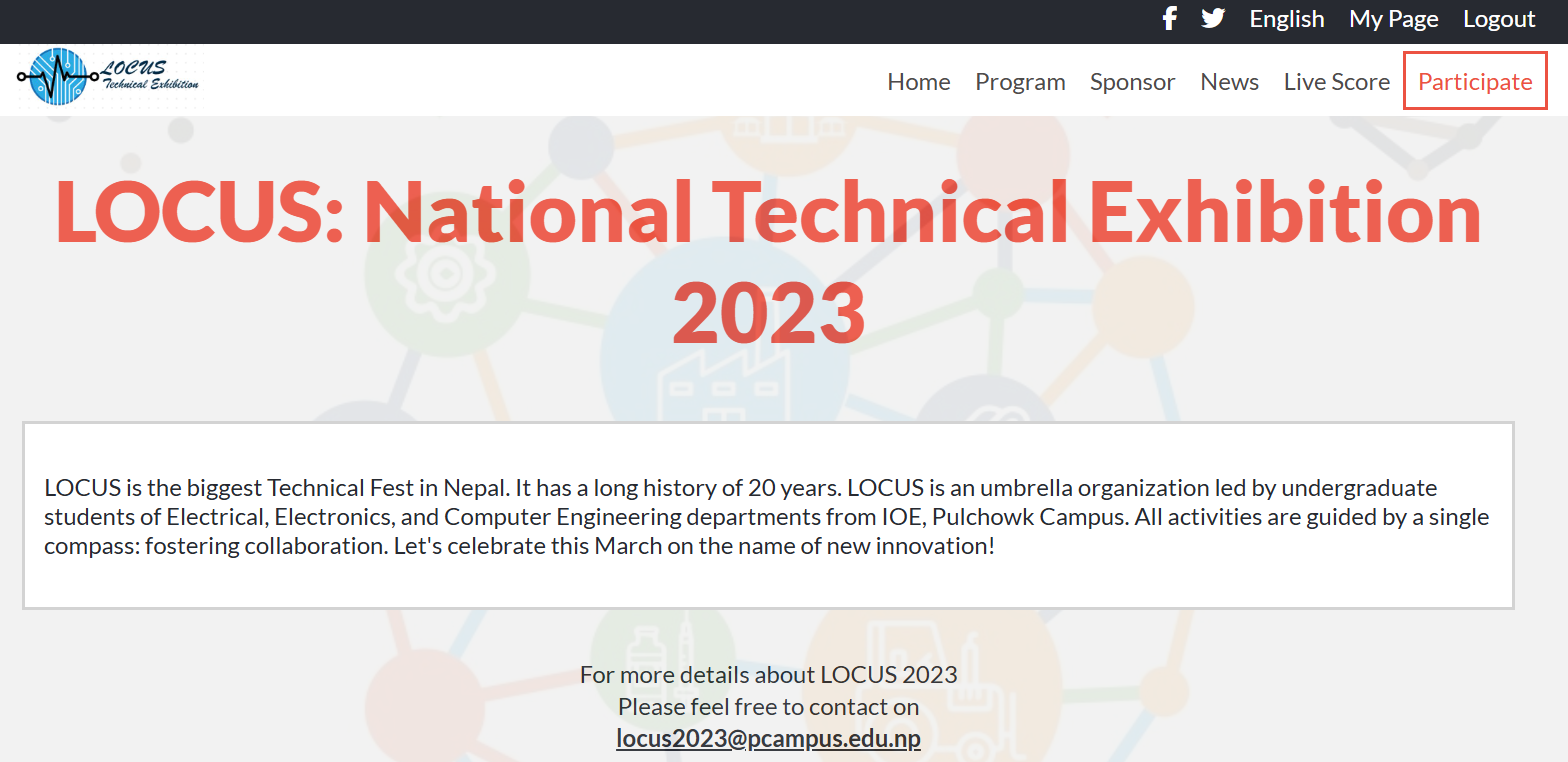 English My Page Logout
LOCUS
Technical Exhibition
Home Program Sponsor News Live Score Participate
LOCUS: National Technical Exhibition
2023
LOCUS is the biggest Technical Fest in Nepal. It has a long history of 20 years. LOCUS is an umbrella organization led by undergraduate
students of Electrical, Electronics, and Computer Engineering departments from IOE, Pulchowk Campus. All activities are guided by a single
compass: fostering collaboration. Let's celebrate this March on the name of new innovation!
For more details about LOCUS 2023
Please feel free to contact on
locus2023@pcampus.edu.np